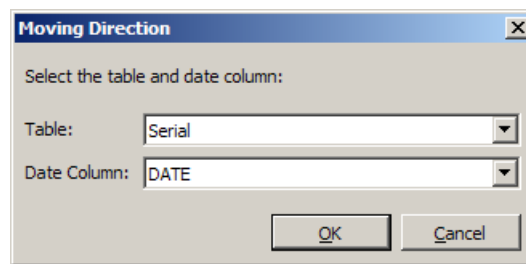 Moving Direction
Select the table and date column:
Table: Serial
Date Column: DATE
OK Cancel